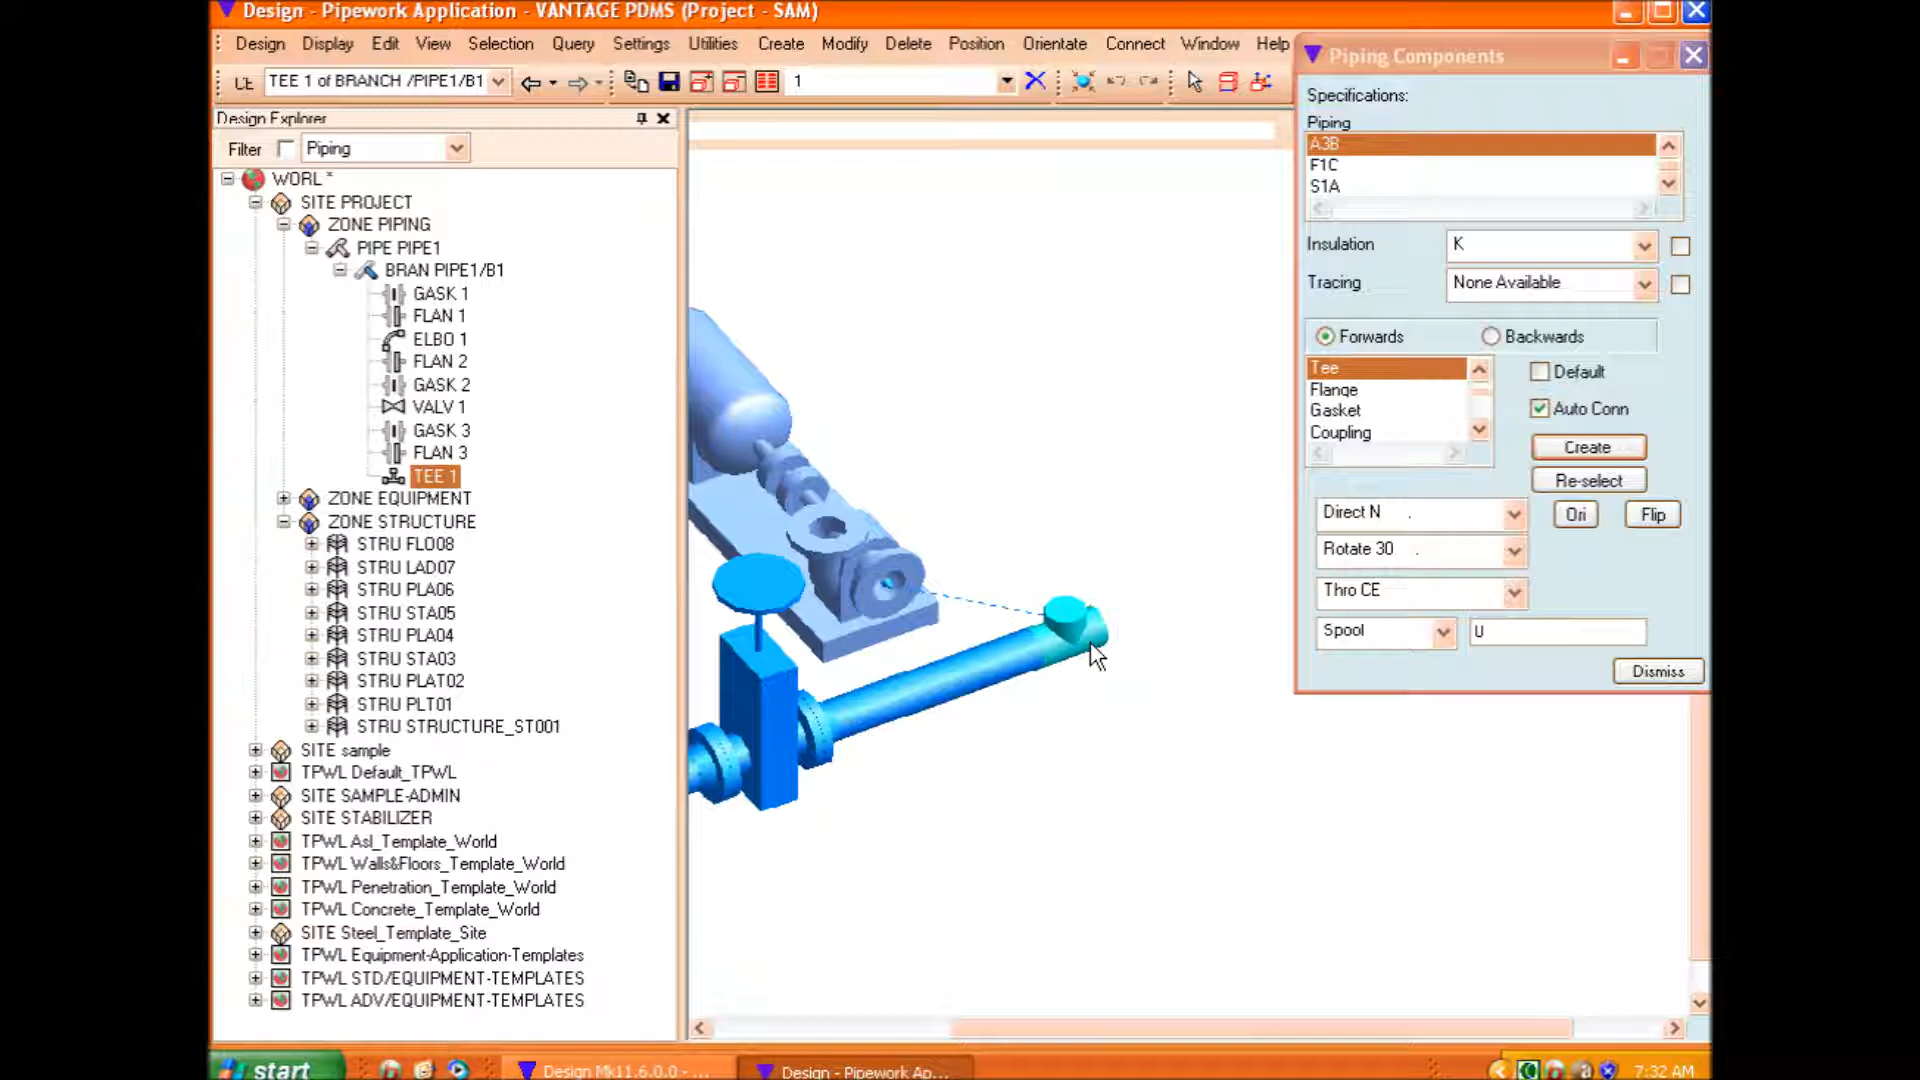 Design - Pipework Application - VANTAGE PDMS (Project - SAM)
Design Display Edit View Selection Query Settings Utilities Create Modify Delete Position Orientate Connect Window Help
CE TEE 1 of BRANCH /PIPE1/B1 1
Design Explorer
Filter Piping
WORL *
SITE PROJECT
ZONE PIPING
PIPE PIPE1
BRAN PIPE1/B1
GASK 1
FLAN 1
ELBO 1
FLAN 2
GASK 2
VALV 1
GASK 3
FLAN 3
TEE 1
ZONE EQUIPMENT
ZONE STRUCTURE
STRU FLO08
STRU LAD07
STRU PLA06
STRU STA05
STRU PLA04
STRU STA03
STRU PLAT02
STRU PLT01
STRU STRUCTURE_ST001
SITE sample
TPWL Default_TPWL
SITE SAMPLE-ADMIN
SITE STABILIZER
TPWL Asl_Template_World
TPWL Walls&Floors_Template_World
TPWL Penetration_Template_World
TPWL Concrete_Template_World
SITE Steel_Template_Site
TPWL Equipment-Application-Templates
TPWL STD/EQUIPMENT-TEMPLATES
TPWL ADV/EQUIPMENT-TEMPLATES
Piping Components
Specifications:
Piping
A3B
F1C
S1A
Insulation K
Tracing None Available
Forwards Backwards
Tee
Flange
Gasket
Coupling
Default
Auto Conn
Create
Re-select
Direct N Ori Flip
Rotate 30
Thro CE
Spool U
Dismiss
start Design Mk11.6.0.0 - ... Design - Pipework Ap... 7:32 AM